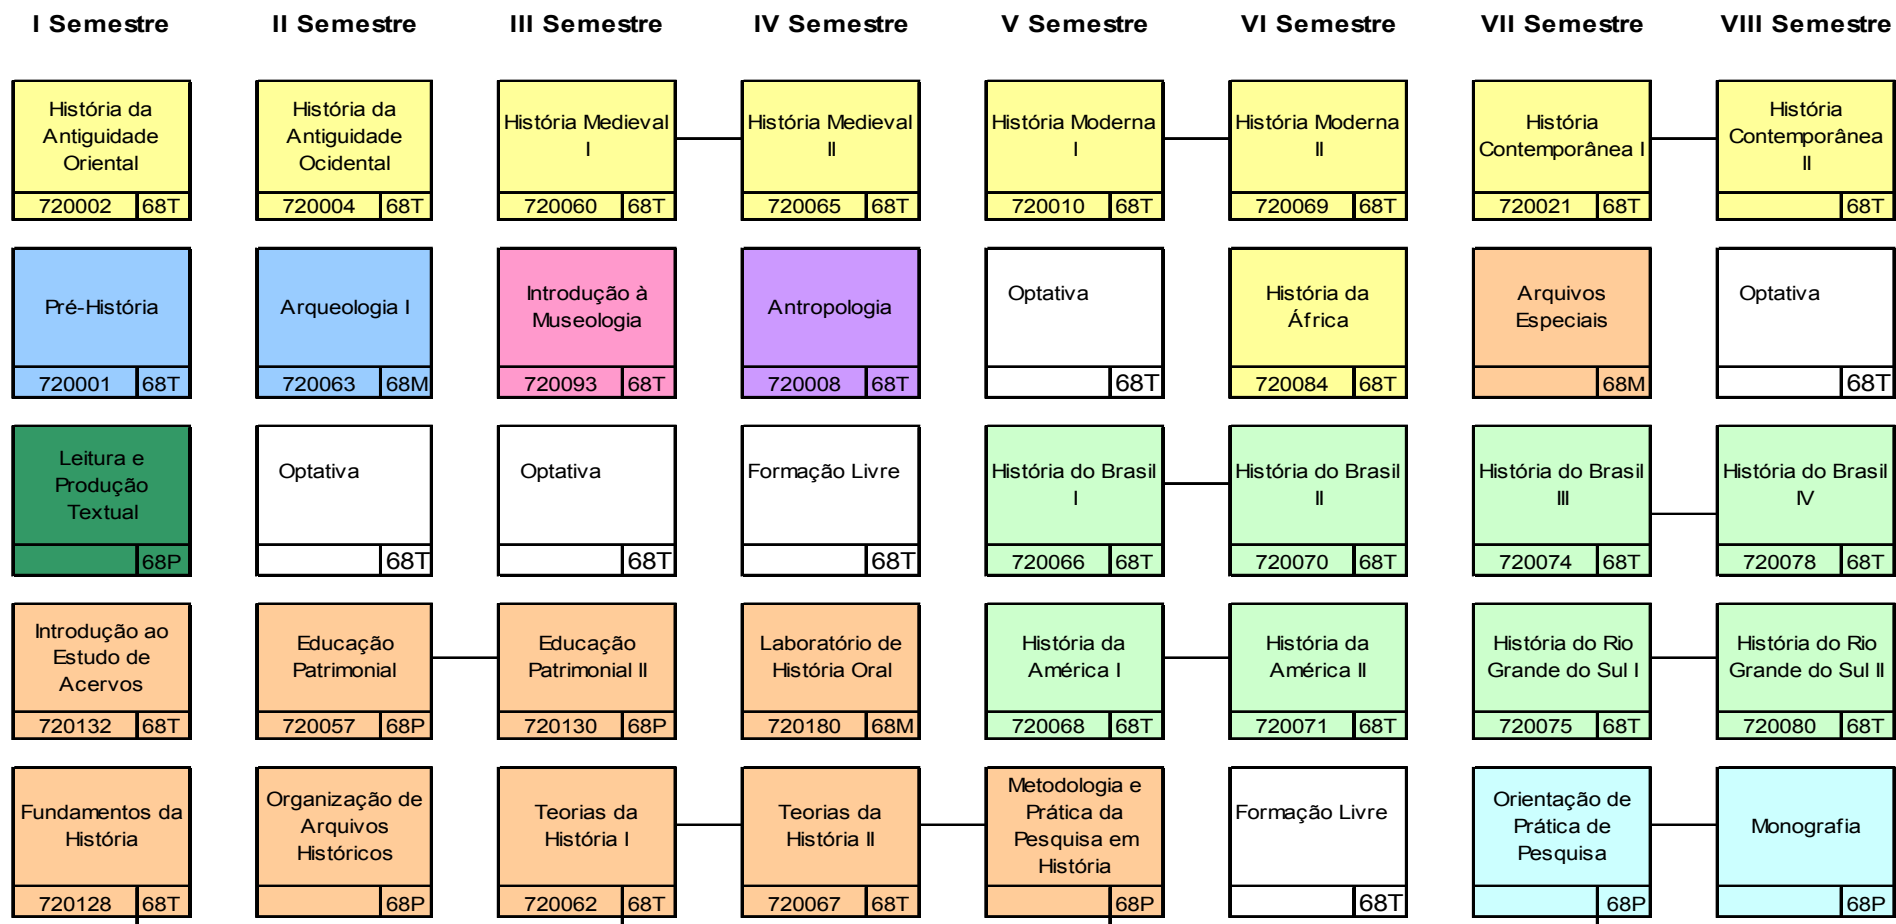 I Semestre II Semestre III Semestre IV Semestre V Semestre VI Semestre VII Semestre VIII Semestre
História da
Antiguidade
Oriental
720002 68T
História da
Antiguidade
Ocidental
720004 68T
História Medieval
I
720060 68T
História Medieval
II
720065 68T
História Moderna
I
720010 68T
História Moderna
II
720069 68T
História
Contemporânea I
720021 68T
História
Contemporânea
II
68T
Pré-História
720001 68T
Arqueologia I
720063 68M
Introdução à
Museologia
720093 68T
Antropologia
720008 68T
Optativa
68T
História da
África
720084 68T
Arquivos
Especiais
68M
Optativa
68T
Leitura e
Produção
Textual
68P
Optativa
68T
Optativa
68T
Formação Livre
68T
História do Brasil
I
720066 68T
História do Brasil
II
720070 68T
História do Brasil
III
720074 68T
História do Brasil
IV
720078 68T
Introdução ao
Estudo de
Acervos
720132 68T
Educação
Patrimonial
720057 68P
Educação
Patrimonial II
720130 68P
Laboratório de
História Oral
720180 68M
História da
América I
720068 68T
História da
América II
720071 68T
História do Rio
Grande do Sul I
720075 68T
História do Rio
Grande do Sul II
720080 68T
Fundamentos da
História
720128 68T
Organização de
Arquivos
Históricos
68P
Teorias da
História I
720062 68T
Teorias da
História II
720067 68T
Metodologia e
Prática da
Pesquisa em
História
68P
Formação Livre
68T
Orientação de
Prática de
Pesquisa
68P
Monografia
68P